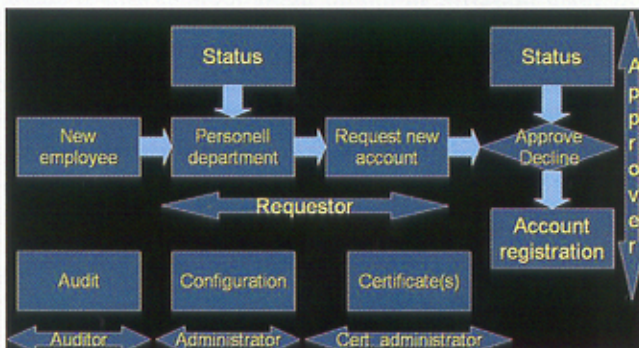 Status
Status
New
employee
Personell
department
Request new
account
Approve
Decline
Approver
Requestor
Account
registration
Audit
Configuration
Certificate(s)
Auditor
Administrator
Cert. administrator